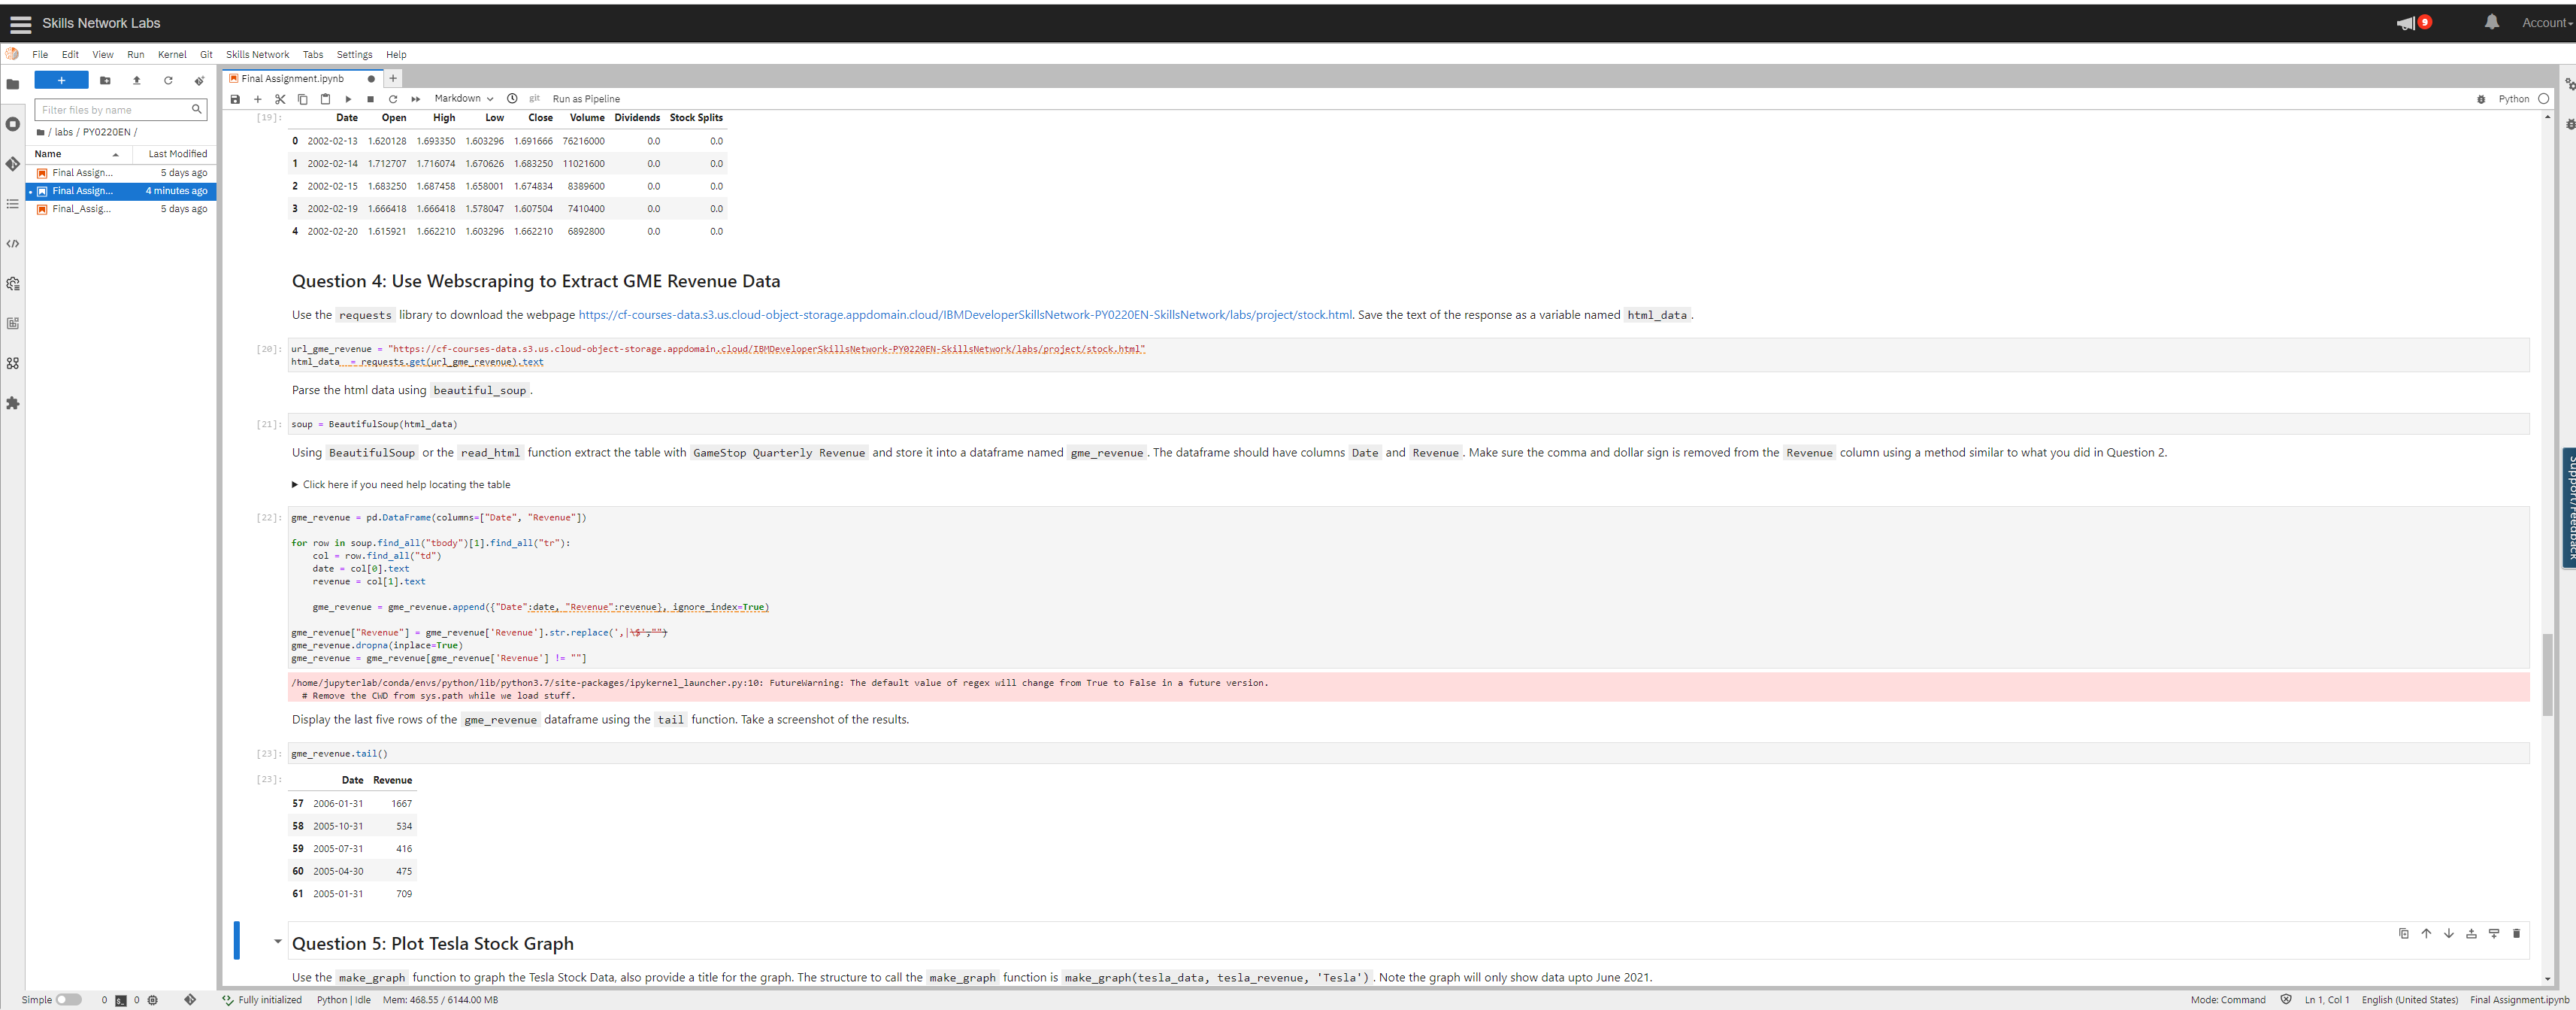 Skills Network Labs
9
Account
File Edit View Run Kernel Git Skills Network Tabs Settings Help
Final Assignment.ipynb
Markdown git Run as Pipeline Python
Filter files by name
/ labs / PY0220EN /
Name Last Modified
Final Assign... 5 days ago
Final Assign... 4 minutes ago
Final_Assig... 5 days ago
[19]: Date Open High Low Close Volume Dividends Stock Splits
0 2002-02-13 1.620128 1.693350 1.603296 1.691666 76216000 0.0 0.0
1 2002-02-14 1.712707 1.716074 1.670626 1.683250 11021600 0.0 0.0
2 2002-02-15 1.683250 1.687458 1.658001 1.674834 8389600 0.0 0.0
3 2002-02-19 1.666418 1.666418 1.578047 1.607504 7410400 0.0 0.0
4 2002-02-20 1.615921 1.662210 1.603296 1.662210 6892800 0.0 0.0
Question 4: Use Webscraping to Extract GME Revenue Data
Use the requests library to download the webpage https://cf-courses-data.s3.us.cloud-object-storage.appdomain.cloud/IBMDeveloperSkillsNetwork-PY0220EN-SkillsNetwork/labs/project/stock.html. Save the text of the response as a variable named html_data.
[20]: url_gme_revenue = "https://cf-courses-data.s3.us.cloud-object-storage.appdomain.cloud/IBMDeveloperSkillsNetwork-PY0220EN-SkillsNetwork/labs/project/stock.html"
html_data  = requests.get(url_gme_revenue).text
Parse the html data using beautiful_soup.
[21]: soup = BeautifulSoup(html_data)
Using BeautifulSoup or the read_html function extract the table with GameStop Quarterly Revenue and store it into a dataframe named gme_revenue. The dataframe should have columns Date and Revenue. Make sure the comma and dollar sign is removed from the Revenue column using a method similar to what you did in Question 2.
Click here if you need help locating the table
[22]: gme_revenue = pd.DataFrame(columns=["Date", "Revenue"])
for row in soup.find_all("tbody")[1].find_all("tr"):
col = row.find_all("td")
date = col[0].text
revenue = col[1].text
gme_revenue = gme_revenue.append({"Date":date, "Revenue":revenue}, ignore_index=True)
gme_revenue["Revenue"] = gme_revenue['Revenue'].str.replace(',|\$',"")
gme_revenue.dropna(inplace=True)
gme_revenue = gme_revenue[gme_revenue['Revenue'] != ""]
/home/jupyterlab/conda/envs/python/lib/python3.7/site-packages/ipykernel_launcher.py:10: FutureWarning: The default value of regex will change from True to False in a future version.
# Remove the CWD from sys.path while we load stuff.
Display the last five rows of the gme_revenue dataframe using the tail function. Take a screenshot of the results.
[23]: gme_revenue.tail()
[23]: Date Revenue
57 2006-01-31 1667
58 2005-10-31 534
59 2005-07-31 416
60 2005-04-30 475
61 2005-01-31 709
Question 5: Plot Tesla Stock Graph
Use the make_graph function to graph the Tesla Stock Data, also provide a title for the graph. The structure to call the make_graph function is make_graph(tesla_data, tesla_revenue, 'Tesla'). Note the graph will only show data upto June 2021.
Support/Feedback
Simple 0 0 Fully initialized Python | Idle Mem: 468.55 / 6144.00 MB Mode: Command Ln 1, Col 1 English (United States) Final Assignment.ipynb